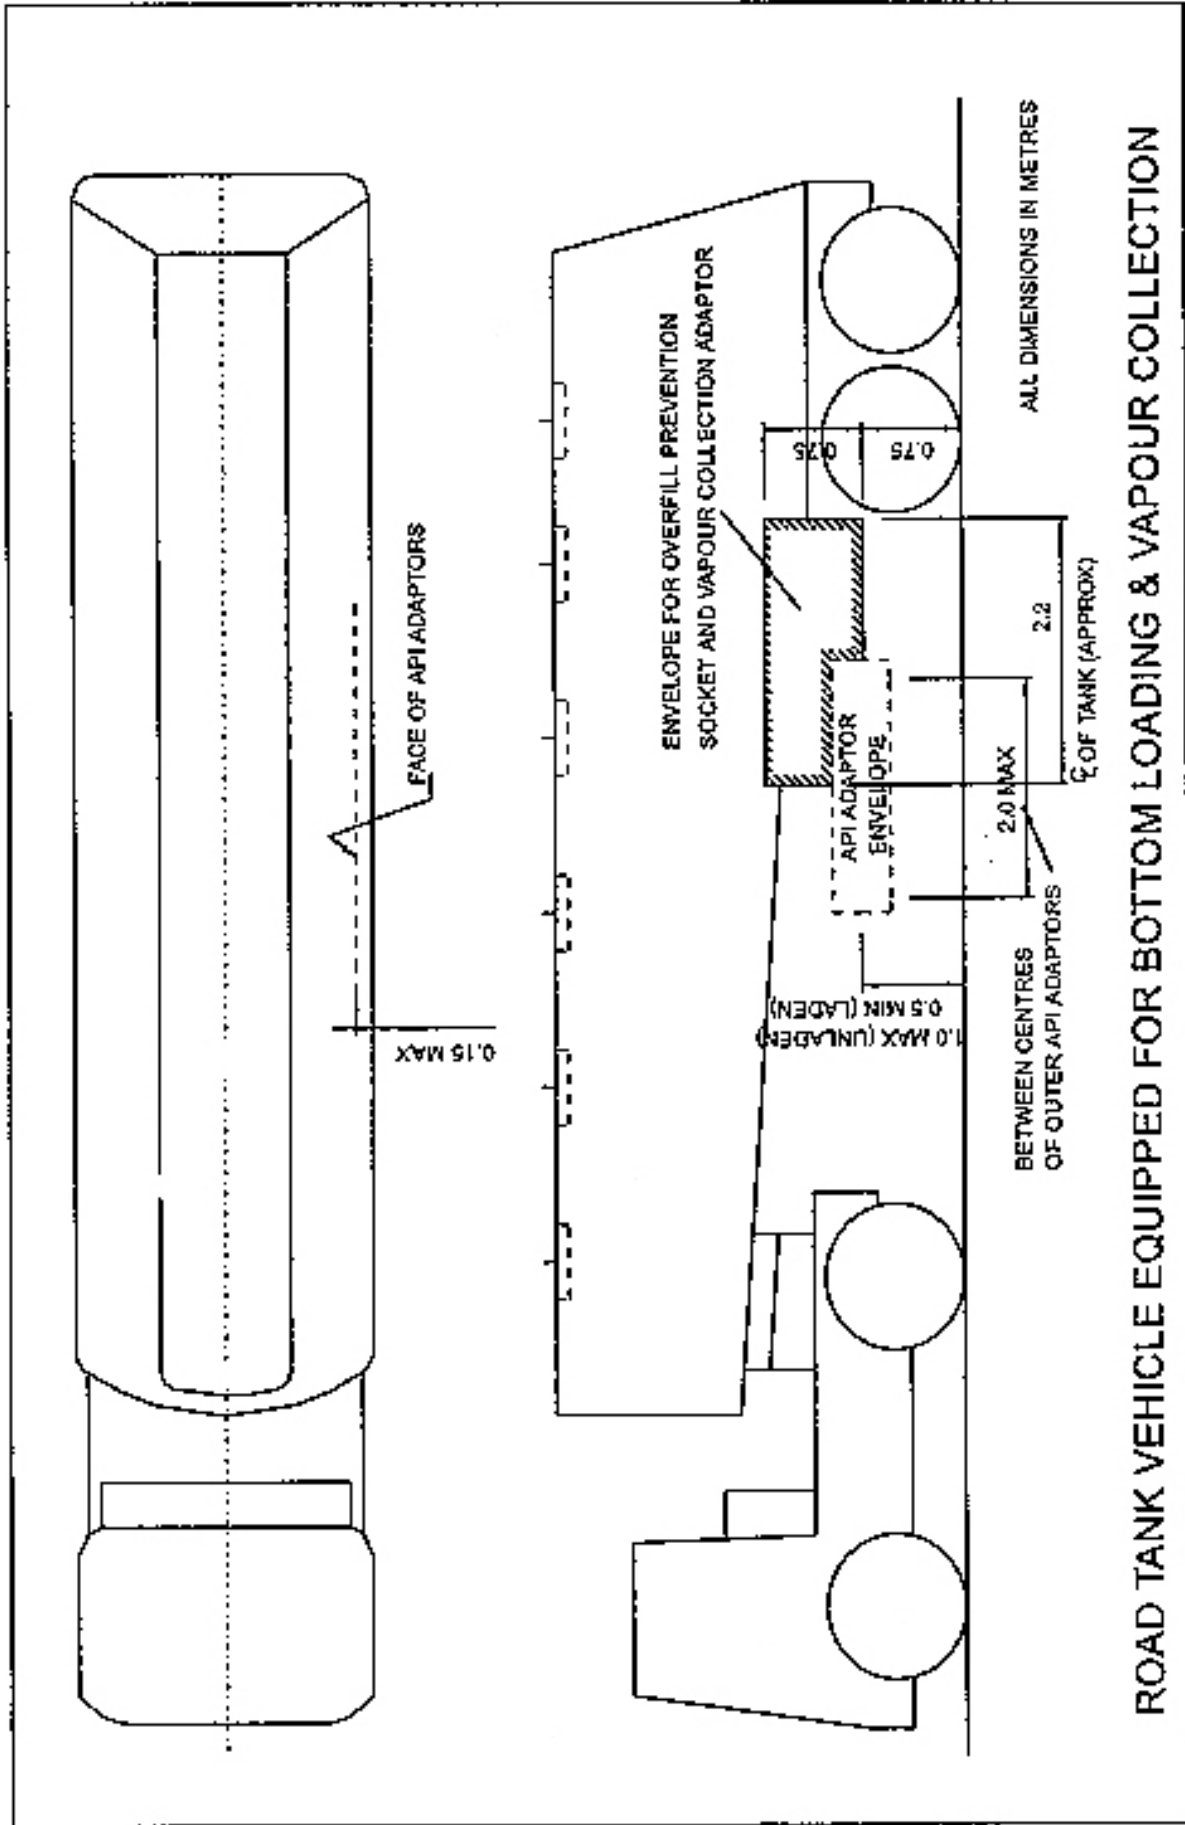 FACE OF API ADAPTORS
0.15 MAX
ENVELOPE FOR OVERFILL PREVENTION
SOCKET AND VAPOUR COLLECTION ADAPTOR
0.75
0.75
API ADAPTOR
ENVELOPE
1.0 MAX (UNLADEN)
0.5 MIN (LADEN)
2.2
℄ OF TANK (APPROX)
2.0 MAX
BETWEEN CENTRES
OF OUTER API ADAPTORS
ALL DIMENSIONS IN METRES
ROAD TANK VEHICLE EQUIPPED FOR BOTTOM LOADING & VAPOUR COLLECTION